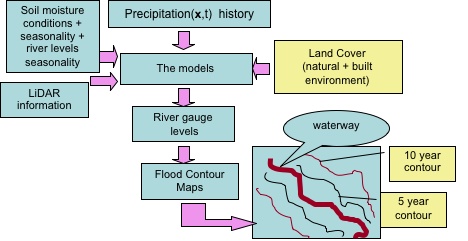 Soil moisture
conditions +
seasonality +
river levels
seasonality
Precipitation(x,t) history
The models
Land Cover
(natural + built
environment)
LiDAR
information
River gauge
levels
waterway
Flood Contour
Maps
10 year
contour
5 year
contour